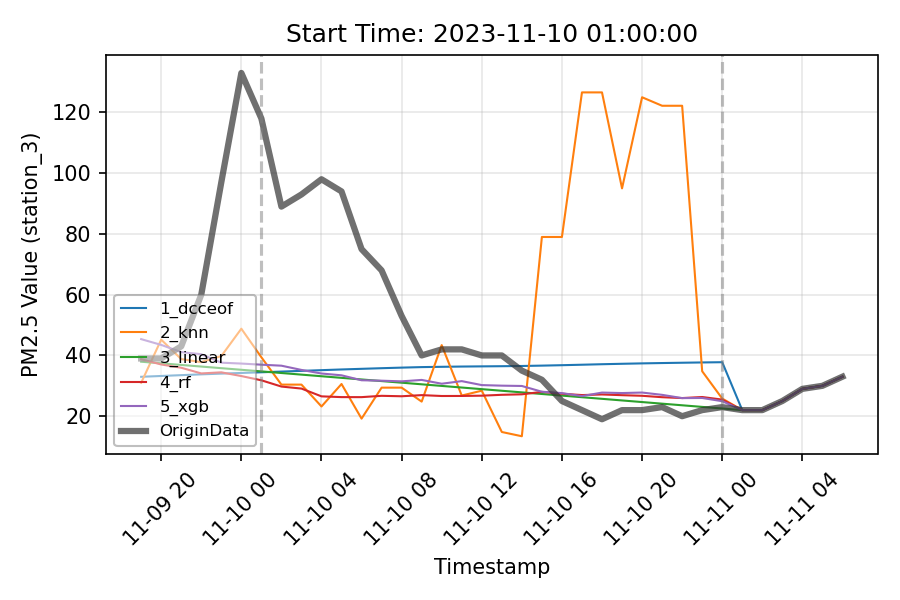 Start Time: 2023-11-10 01:00:00
PM2.5 Value (station_3)
120
100
80
60
40
20
1_dcceof
2_knn
3_linear
4_rf
5_xgb
OriginData
11-09 20
11-10 00
11-10 04
11-10 08
11-10 12
11-10 16
11-10 20
11-11 00
11-11 04
Timestamp